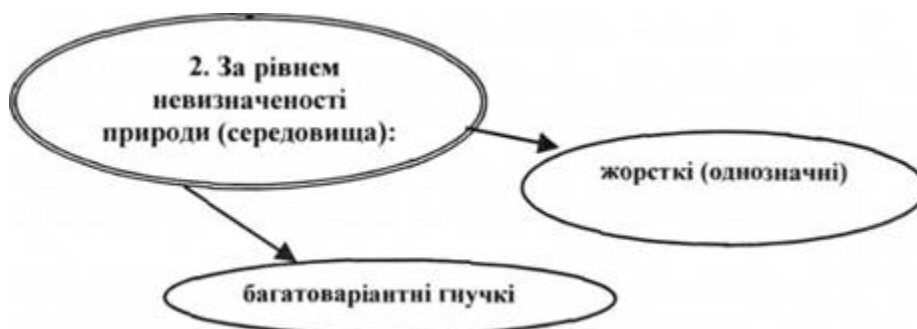 2. За рівнем
невизначеності
природи (середовища):
жорсткі (однозначні)
багатоваріантні гнучкі